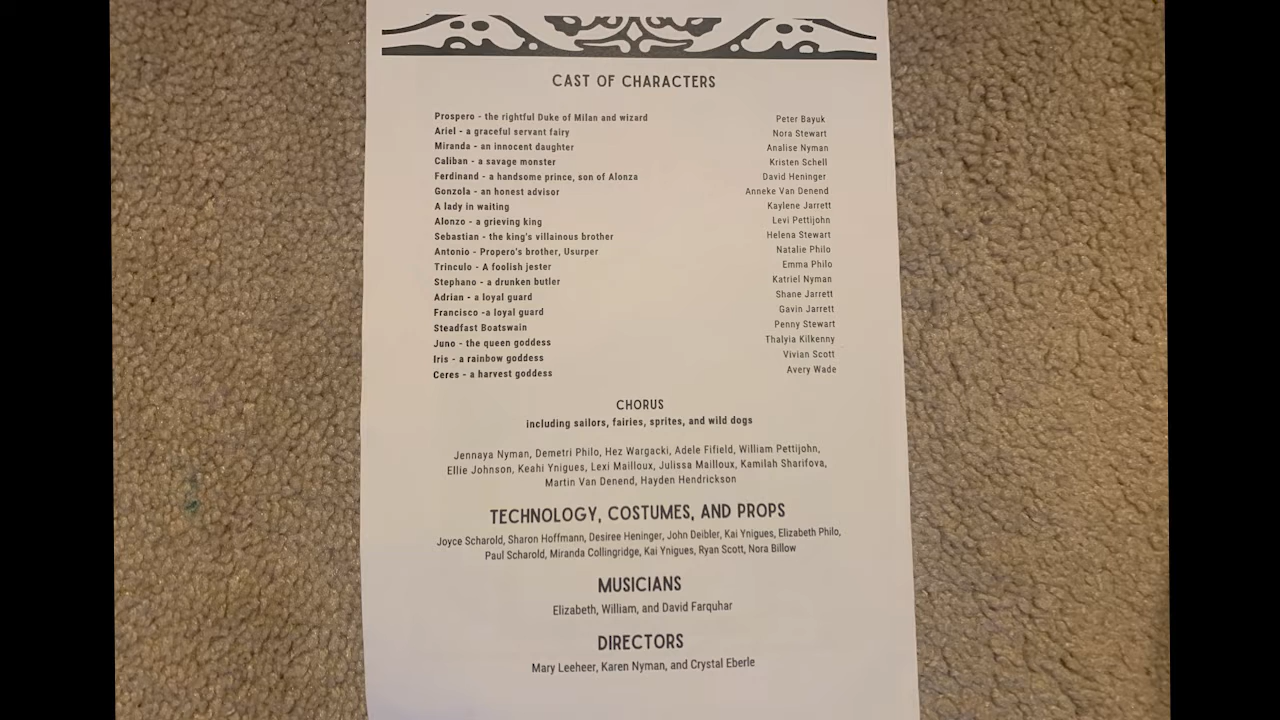 CAST OF CHARACTERS
Prospero - the rightful Duke of Milan and wizard Peter Bayuk
Ariel - a graceful servant fairy Nora Stewart
Miranda - an innocent daughter Analise Nyman
Caliban - a savage monster Kristen Schell
Ferdinand - a handsome prince, son of Alonza David Heninger
Gonzola - an honest advisor Anneke Van Denend
A lady in waiting Kaylene Jarrett
Alonzo - a grieving king Levi Pettijohn
Sebastian - the king's villainous brother Helena Stewart
Antonio - Propero's brother, Usurper Natalie Philo
Trinculo - A foolish jester Emma Philo
Stephano - a drunken butler Katriel Nyman
Adrian - a loyal guard Shane Jarrett
Francisco -a loyal guard Gavin Jarrett
Steadfast Boatswain Penny Stewart
Juno - the queen goddess Thalyia Kilkenny
Iris - a rainbow goddess Vivian Scott
Ceres - a harvest goddess Avery Wade
CHORUS
including sailors, fairies, sprites, and wild dogs
Jennaya Nyman, Demetri Philo, Hez Wargacki, Adele Fifield, William Pettijohn,
Ellie Johnson, Keahi Ynigues, Lexi Mailloux, Julissa Mailloux, Kamilah Sharifova,
Martin Van Denend, Hayden Hendrickson
TECHNOLOGY, COSTUMES, AND PROPS
Joyce Scharold, Sharon Hoffmann, Desiree Heninger, John Deibler, Kai Ynigues, Elizabeth Philo,
Paul Scharold, Miranda Collingridge, Kai Ynigues, Ryan Scott, Nora Billow
MUSICIANS
Elizabeth, William, and David Farquhar
DIRECTORS
Mary Leeheer, Karen Nyman, and Crystal Eberle